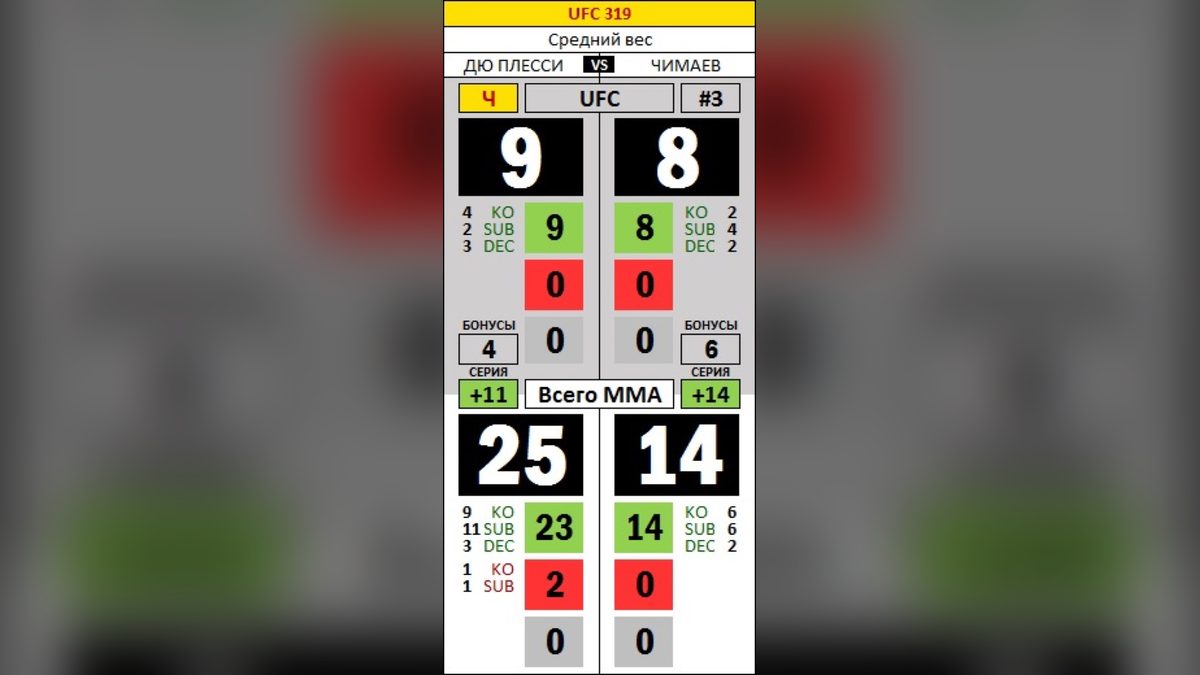 UFC 319
Средний вес
ДЮ ПЛЕССИ VS ЧИМАЕВ
Ч UFC #3
9 8
4 KO 9 8 KO 2
2 SUB SUB 4
3 DEC DEC 2
0 0
БОНУСЫ БОНУСЫ
4 0 0 6
СЕРИЯ СЕРИЯ
+11 Всего ММА +14
25 14
9 KO 23 14 KO 6
11 SUB SUB 6
3 DEC DEC 2
1 KO 2 0
1 SUB
0 0